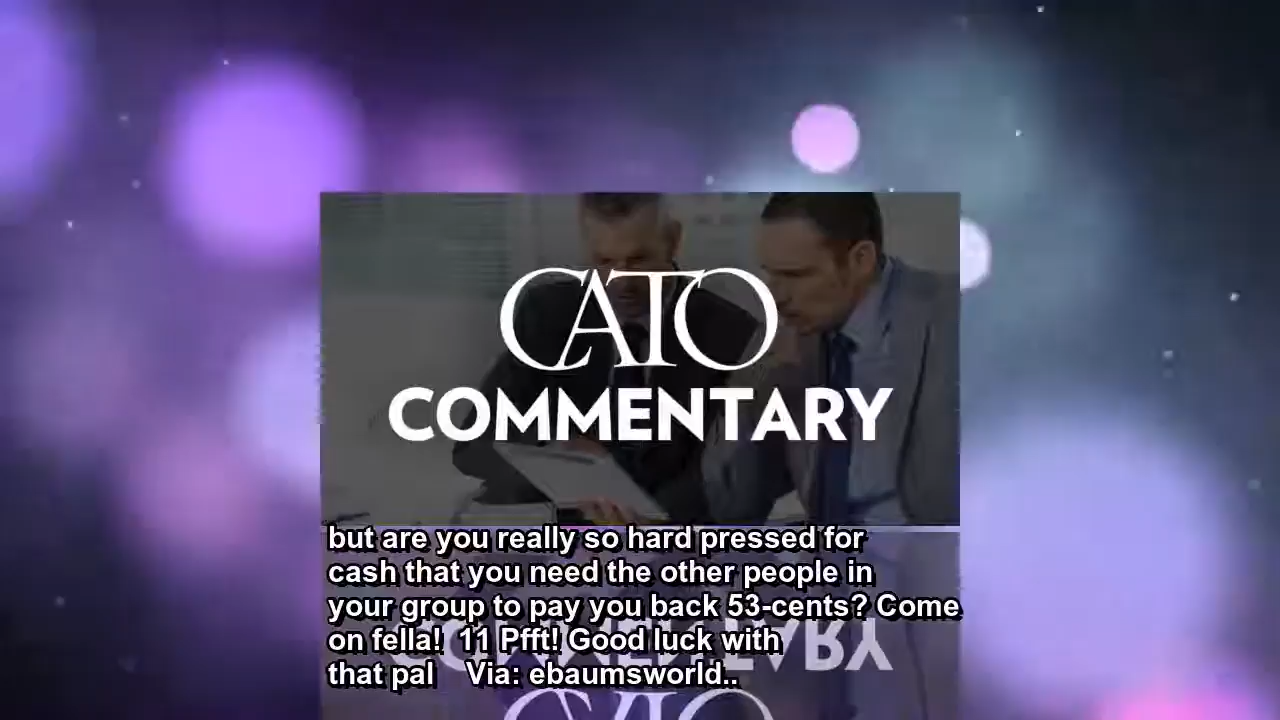 CATO
COMMENTARY
but are you really so hard pressed for
cash that you need the other people in
your group to pay you back 53-cents? Come
on fella!  11 Pfft! Good luck with
that pal    Via: ebaumsworld..
COMMENTARY
CATO